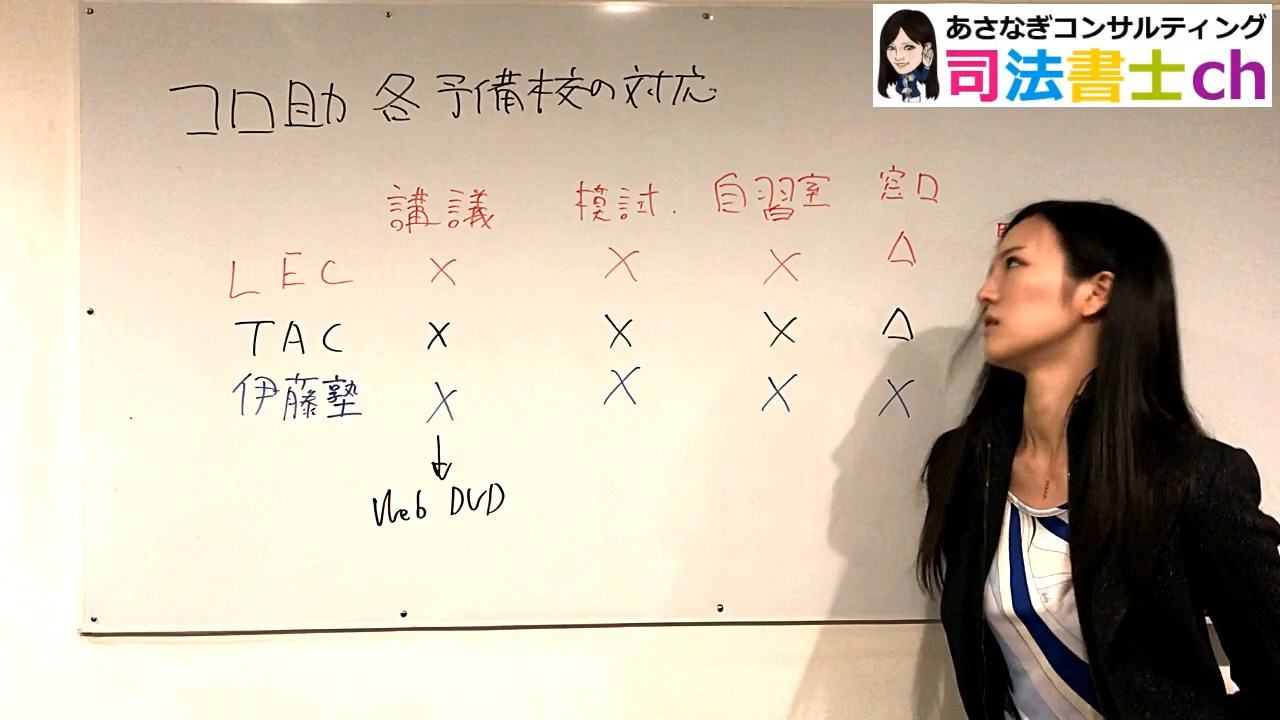 あさなぎコンサルティング
司法書士ch
コロ助 各予備校の対応
講議 模試. 自習室 窓口
LEC × × × △
TAC × × × △
伊藤塾 × × × ×
↓
Web DVD